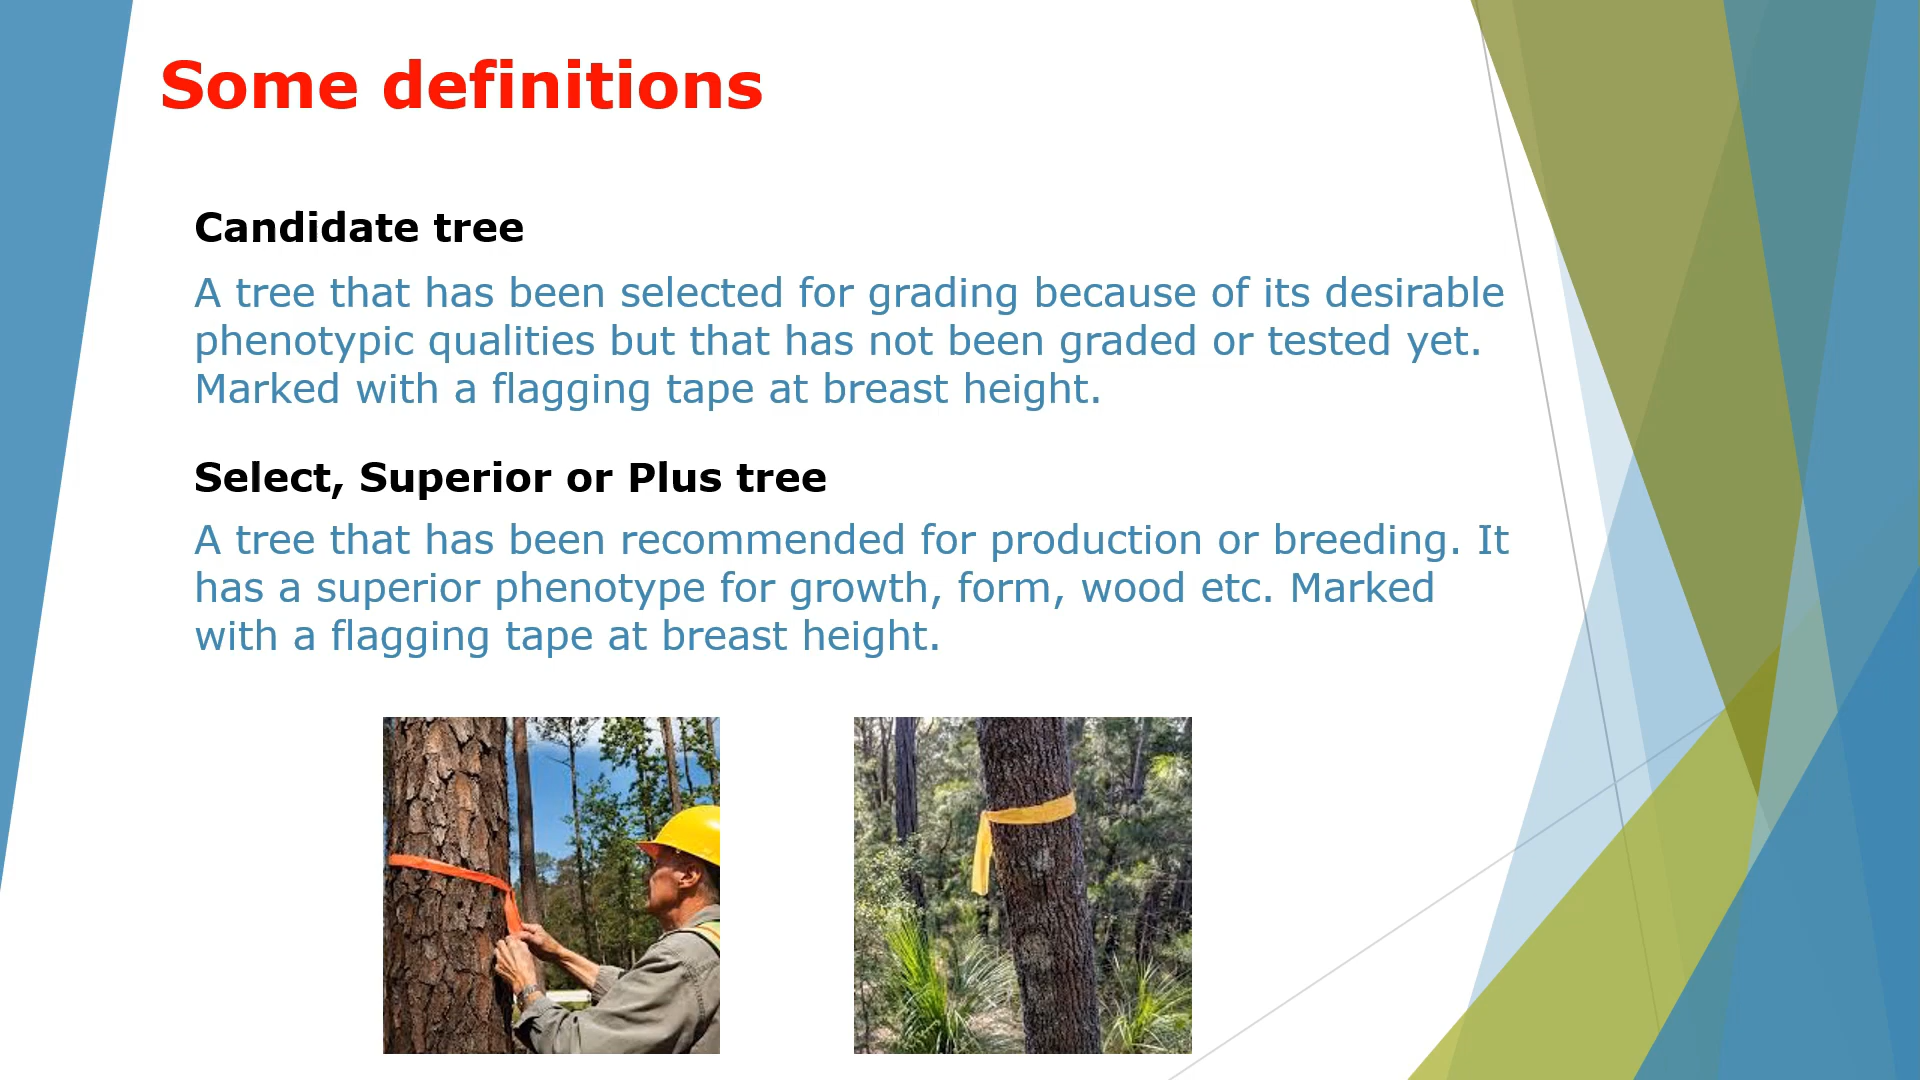 Some definitions
Candidate tree
A tree that has been selected for grading because of its desirable
phenotypic qualities but that has not been graded or tested yet.
Marked with a flagging tape at breast height.
Select, Superior or Plus tree
A tree that has been recommended for production or breeding. It
has a superior phenotype for growth, form, wood etc. Marked
with a flagging tape at breast height.